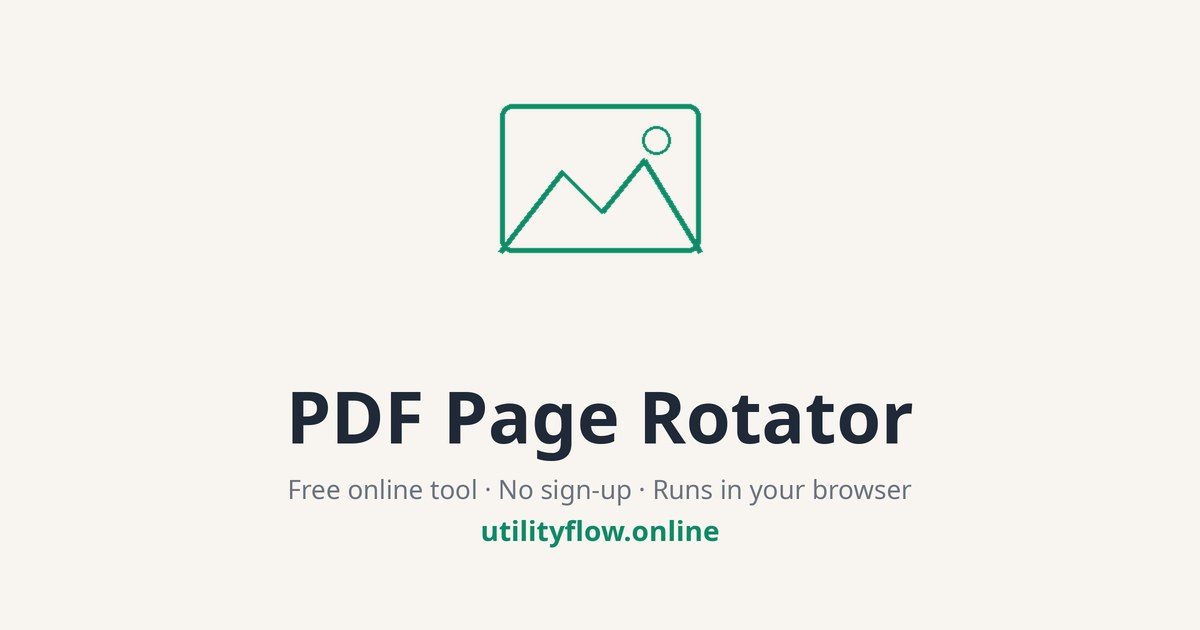 PDF Page Rotator
Free online tool · No sign-up · Runs in your browser
utilityflow.online